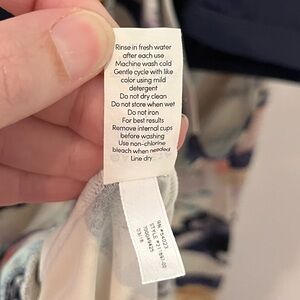 Rinse in fresh water
after each use
Machine wash cold
Gentle cycle with like
color using mild
detergent
Do not dry clean
Do not store when wet
Do not iron
For best results
Remove internal cups
before washing
Use non-chlorine
bleach when needed
Line dry
RN #54023